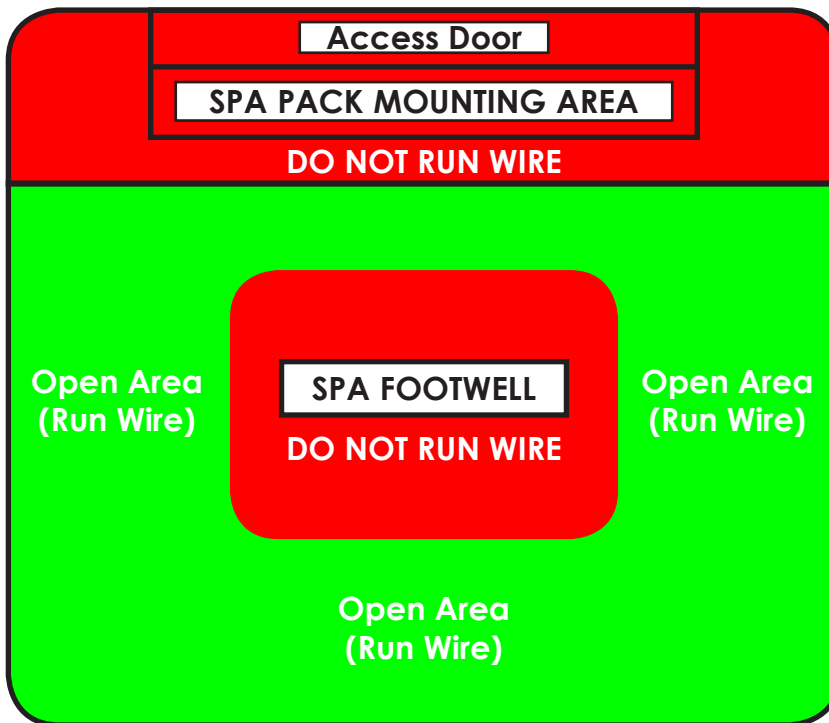 Access Door
SPA PACK MOUNTING AREA
DO NOT RUN WIRE
Open Area
(Run Wire)
SPA FOOTWELL
DO NOT RUN WIRE
Open Area
(Run Wire)
Open Area
(Run Wire)